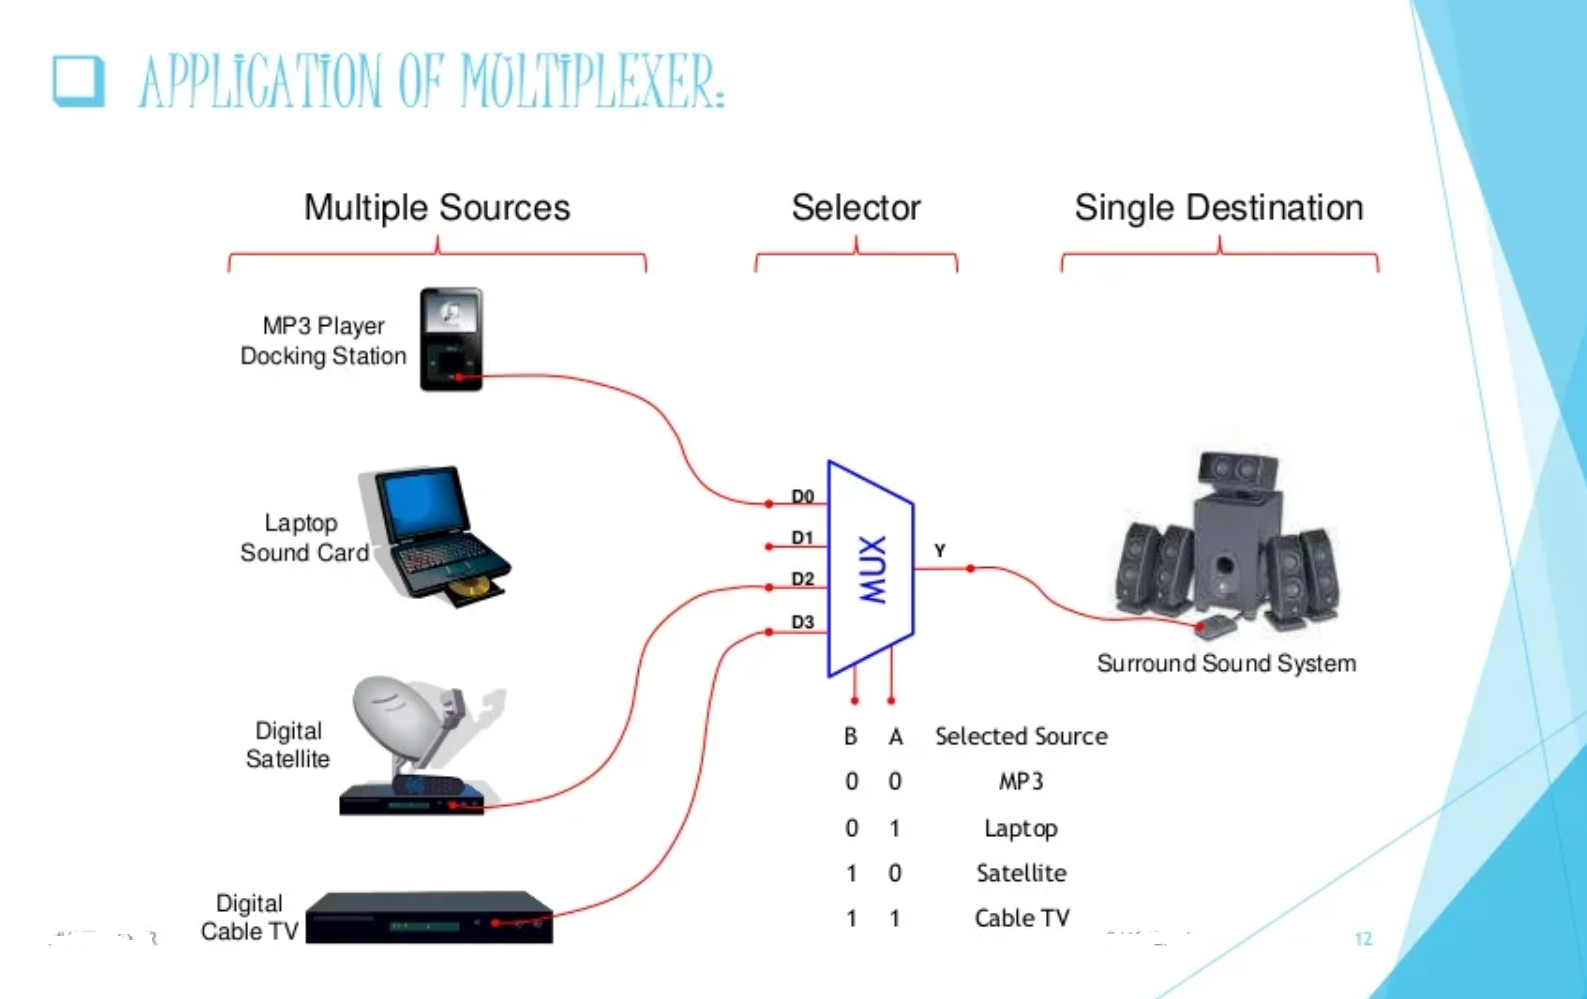 APPLICATION OF MULTIPLEXER:
Multiple Sources
Selector
Single Destination
MP3 Player
Docking Station
Laptop
Sound Card
Digital
Satellite
Digital
Cable TV
D0
D1
D2
D3
MUX
Y
Surround Sound System
B A Selected Source
0 0 MP3
0 1 Laptop
1 0 Satellite
1 1 Cable TV
12